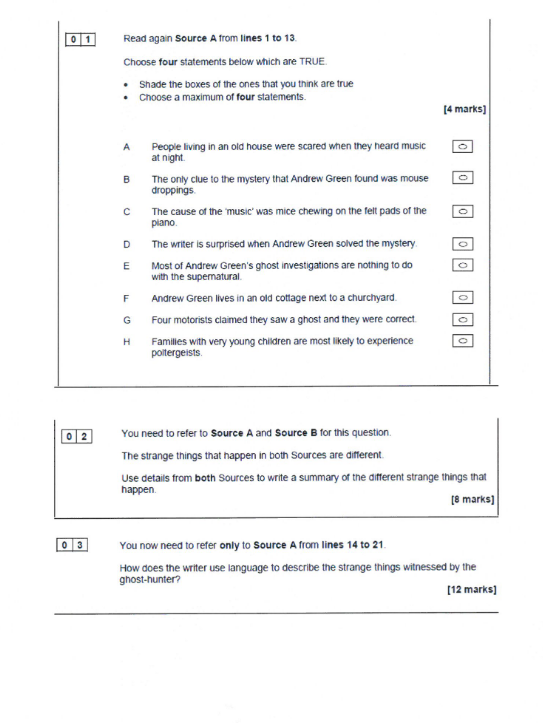 0 1 Read again Source A from lines 1 to 13.
Choose four statements below which are TRUE.
• Shade the boxes of the ones that you think are true
• Choose a maximum of four statements.
[4 marks]
A People living in an old house were scared when they heard music
at night.
B The only clue to the mystery that Andrew Green found was mouse
droppings.
C The cause of the 'music' was mice chewing on the felt pads of the
piano.
D The writer is surprised when Andrew Green solved the mystery.
E Most of Andrew Green's ghost investigations are nothing to do
with the supernatural.
F Andrew Green lives in an old cottage next to a churchyard.
G Four motorists claimed they saw a ghost and they were correct.
H Families with very young children are most likely to experience
poltergeists.
0 2 You need to refer to Source A and Source B for this question.
The strange things that happen in both Sources are different.
Use details from both Sources to write a summary of the different strange things that
happen.
[8 marks]
0 3 You now need to refer only to Source A from lines 14 to 21.
How does the writer use language to describe the strange things witnessed by the
ghost-hunter?
[12 marks]